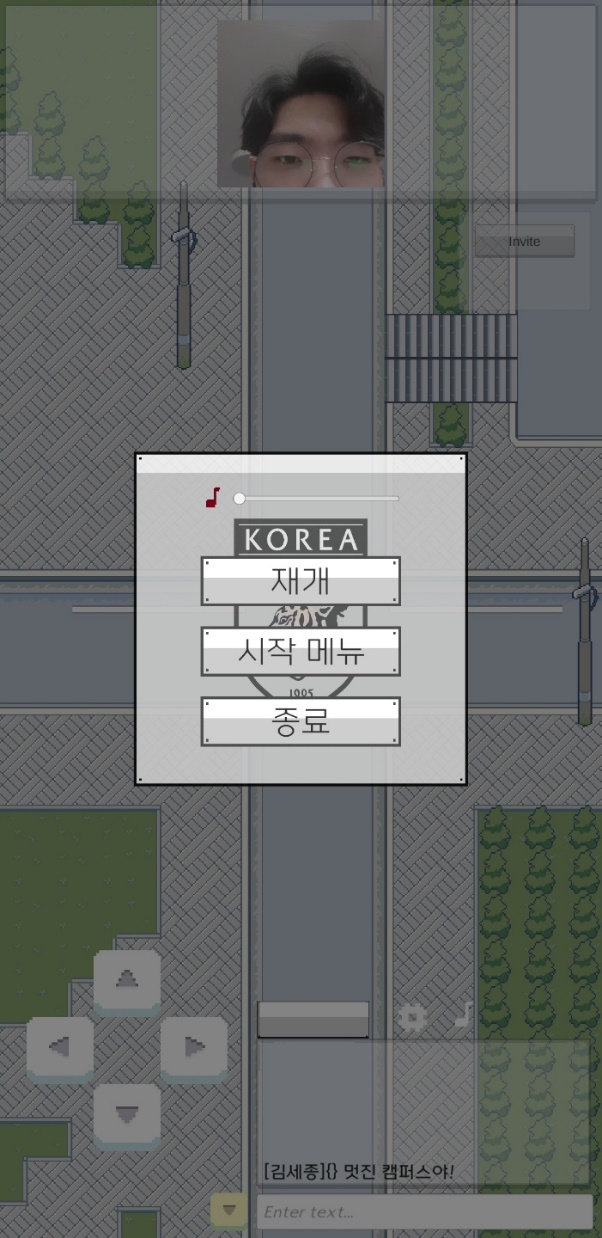 Invite
KOREA
재개
시작 메뉴
1905
종료
[김세종]{} 멋진 캠퍼스야!
Enter text...